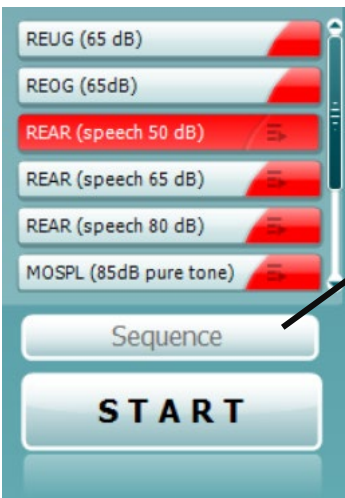 REUG (65 dB)
REOG (65dB)
REAR (speech 50 dB)
REAR (speech 65 dB)
REAR (speech 80 dB)
MOSPL (85dB pure tone)
Sequence
START